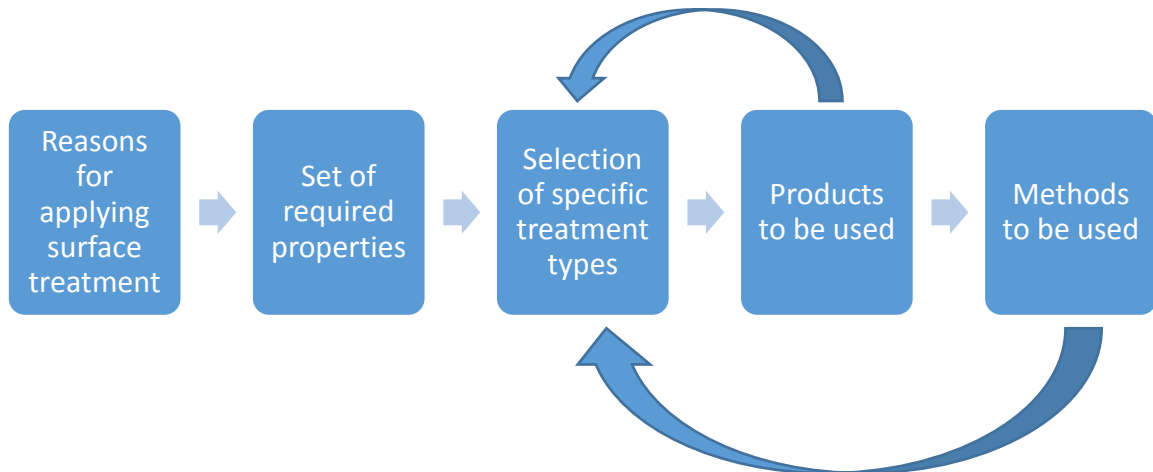 Reasons
for
applying
surface
treatment
Set of
required
properties
Selection
of specific
treatment
types
Products
to be used
Methods
to be used